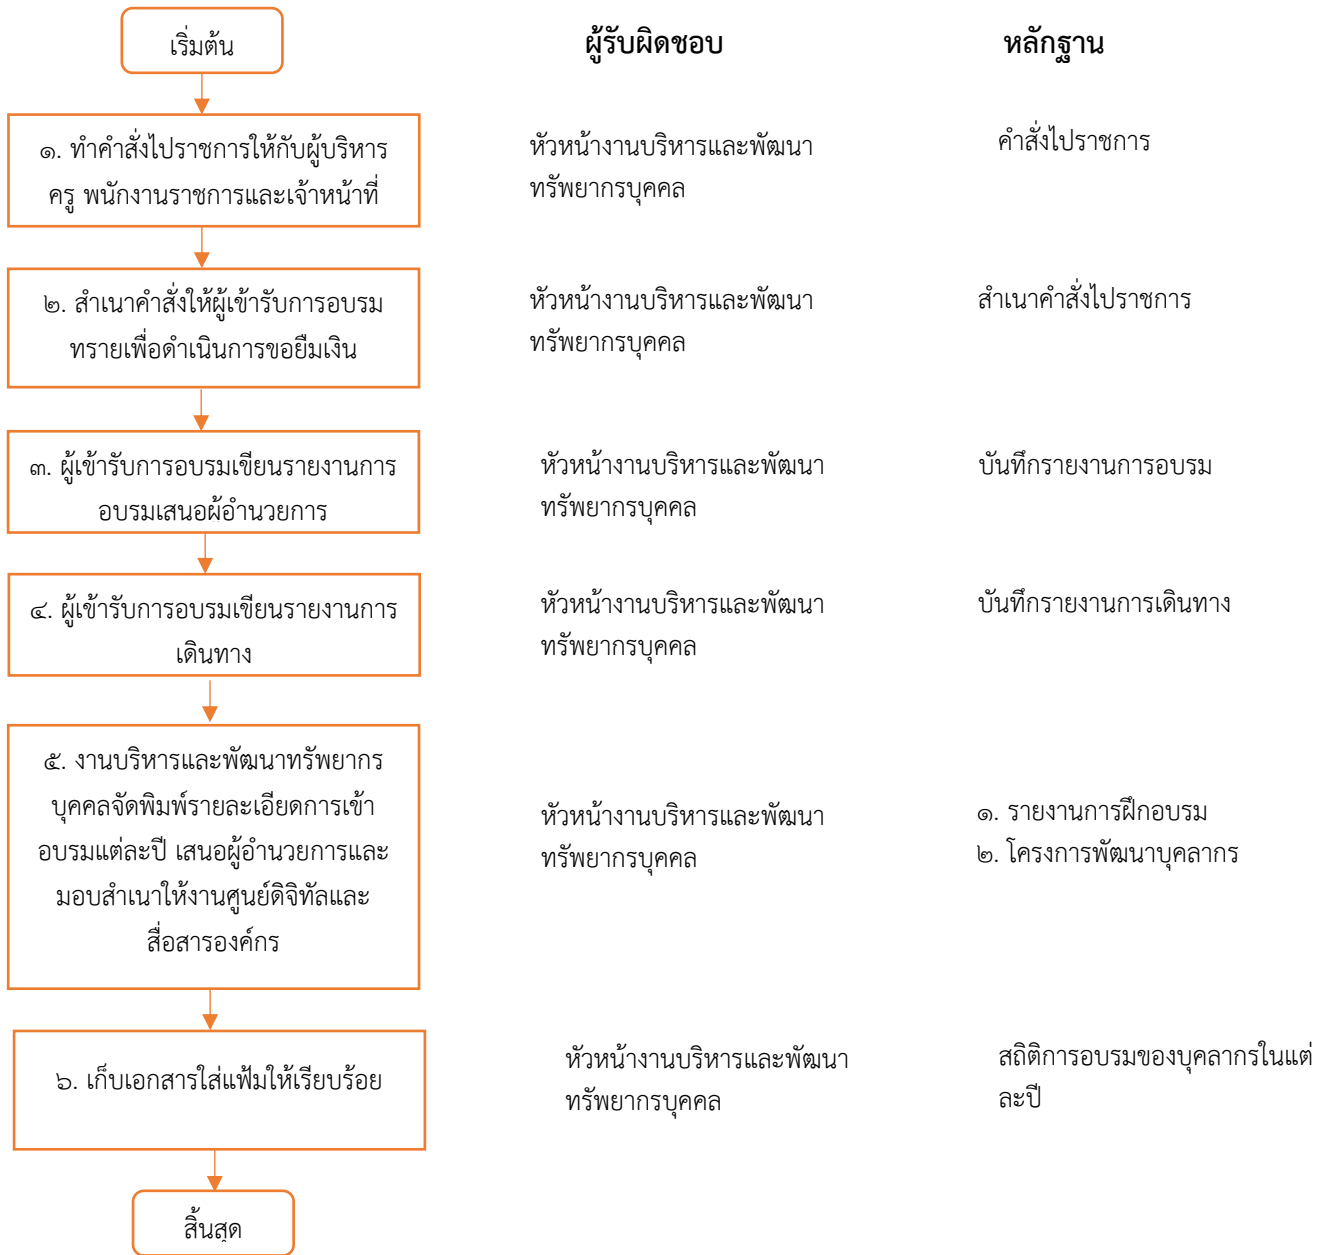 เริ่มต้น
ผู้รับผิดชอบ
หลักฐาน
๑. ทำคำสั่งไปราชการให้กับผู้บริหาร
ครู พนักงานราชการและเจ้าหน้าที่
หัวหน้างานบริหารและพัฒนา
ทรัพยากรบุคคล
คำสั่งไปราชการ
๒. สำเนาคำสั่งให้ผู้เข้ารับการอบรม
ทรายเพื่อดำเนินการขอยืมเงิน
หัวหน้างานบริหารและพัฒนา
ทรัพยากรบุคคล
สำเนาคำสั่งไปราชการ
๓. ผู้เข้ารับการอบรมเขียนรายงานการ
อบรมเสนอผ้อำนวยการ
หัวหน้างานบริหารและพัฒนา
ทรัพยากรบุคคล
บันทึกรายงานการอบรม
๔. ผู้เข้ารับการอบรมเขียนรายงานการ
เดินทาง
หัวหน้างานบริหารและพัฒนา
ทรัพยากรบุคคล
บันทึกรายงานการเดินทาง
๕. งานบริหารและพัฒนาทรัพยากร
บุคคลจัดพิมพ์รายละเอียดการเข้า
อบรมแต่ละปี เสนอผู้อำนวยการและ
มอบสำเนาให้งานศูนย์ดิจิทัลและ
สื่อสารองค์กร
หัวหน้างานบริหารและพัฒนา
ทรัพยากรบุคคล
๑. รายงานการฝึกอบรม
๒. โครงการพัฒนาบุคลากร
๖. เก็บเอกสารใส่แฟ้มให้เรียบร้อย
หัวหน้างานบริหารและพัฒนา
ทรัพยากรบุคคล
สถิติการอบรมของบุคลากรในแต่
ละปี
สิ้นสุด